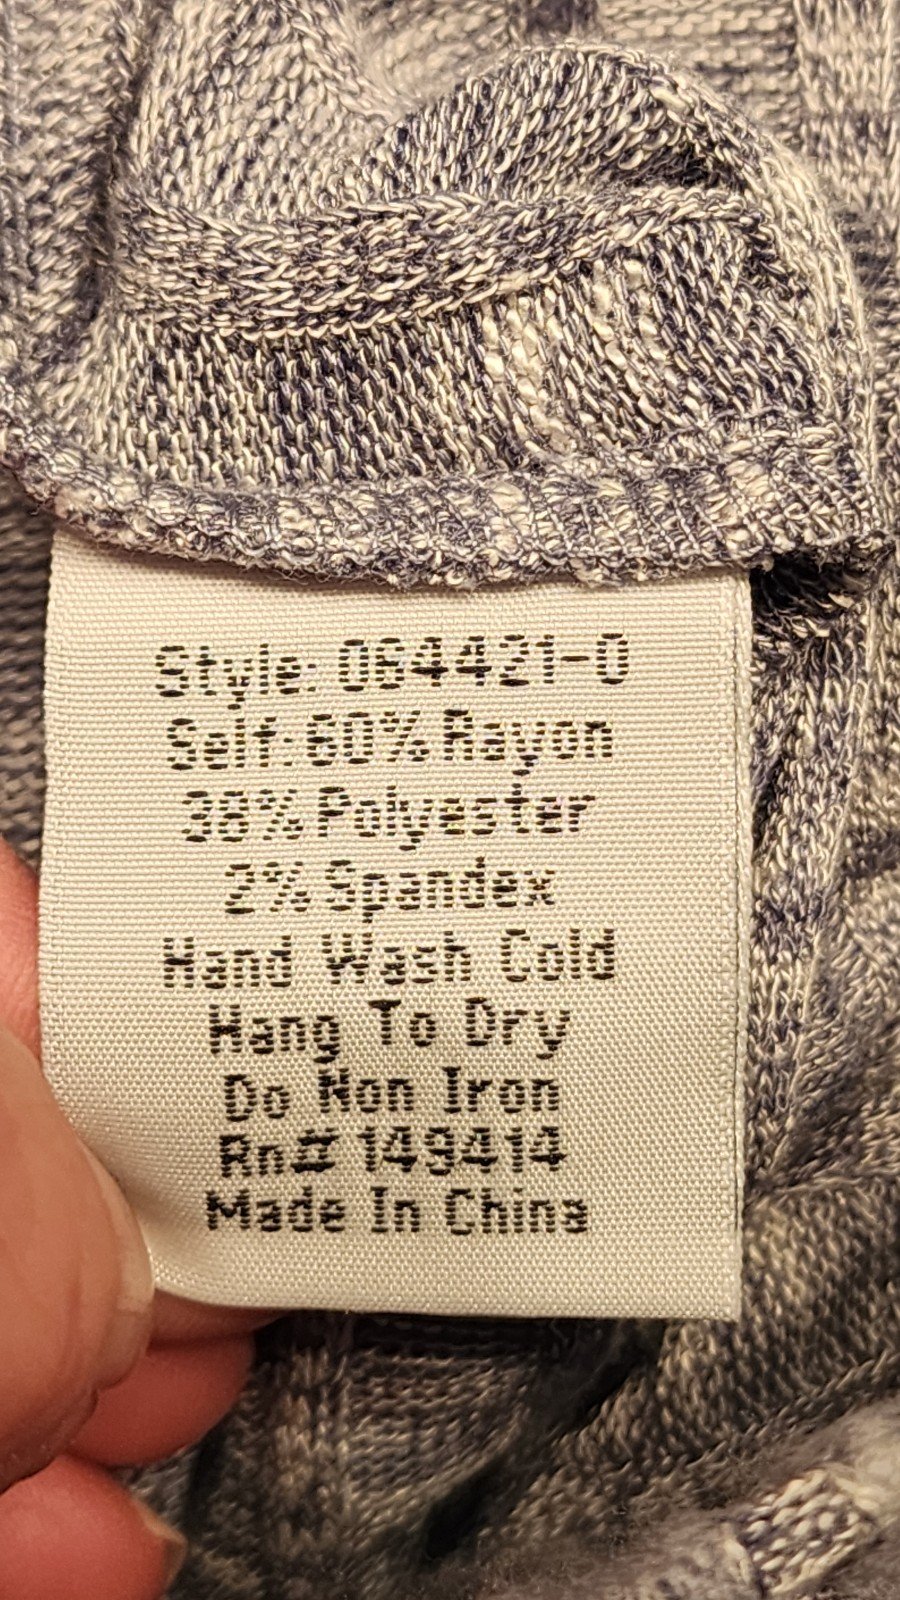 Style: 064421-0
Self: 60% Rayon
38% Polyester
2% Spandex
Hand Wash Cold
Hang To Dry
Do Non Iron
Rn# 149414
Made In China